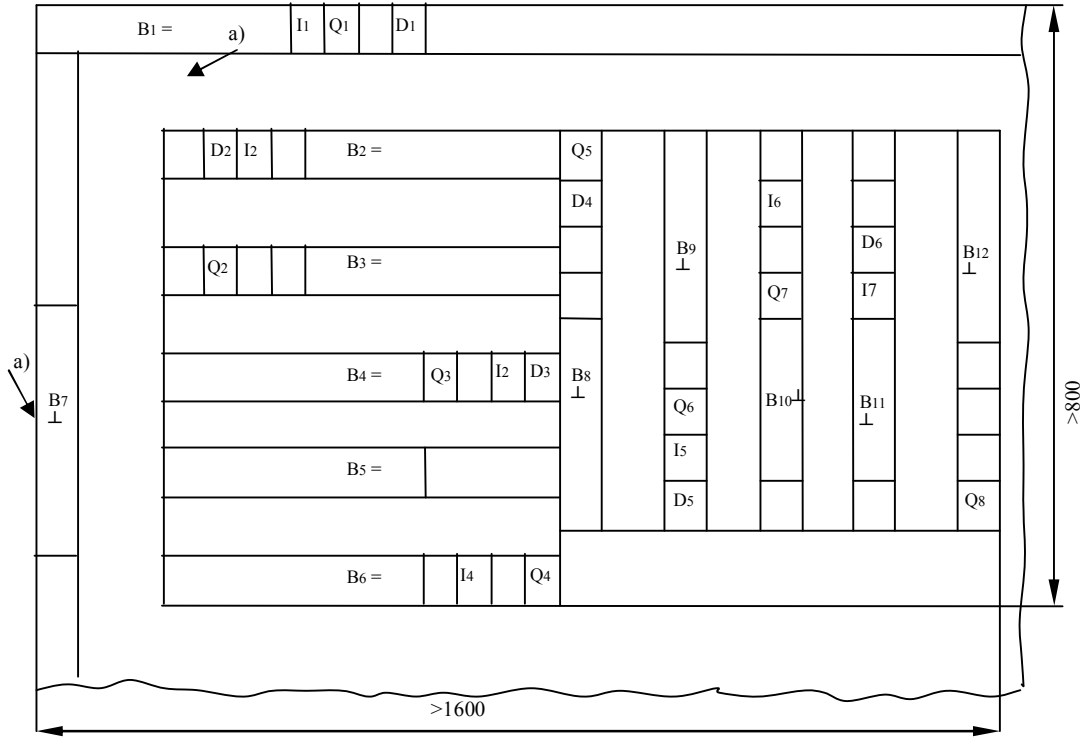 B1 = I1 Q1 D1
a)
D2 I2 B2 = Q5
D4 I6
Q2 B3 = B9 ⊥ D6 B12 ⊥
Q7 I7
a)
B4 = Q3 I2 D3 B8 ⊥
B7 ⊥ Q6 B10 ⊥ B11 ⊥
>800
I5
B5 =
D5 Q8
B6 = I4 Q4
>1600